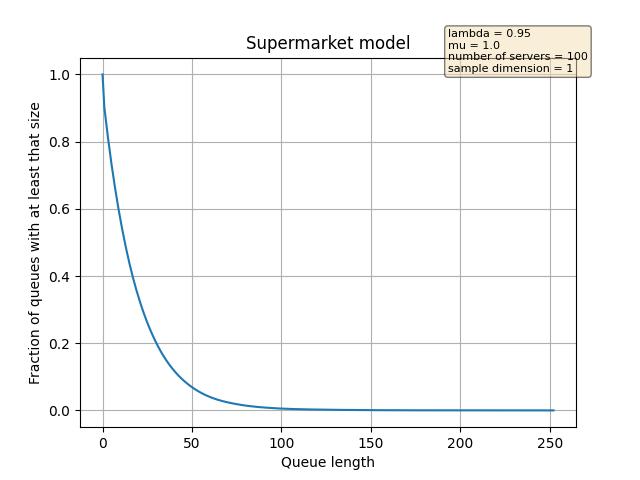 lambda = 0.95
mu = 1.0
number of servers = 100
sample dimension = 1
Supermarket model
Fraction of queues with at least that size
1.0
0.8
0.6
0.4
0.2
0.0
0 50 100 150 200 250
Queue length